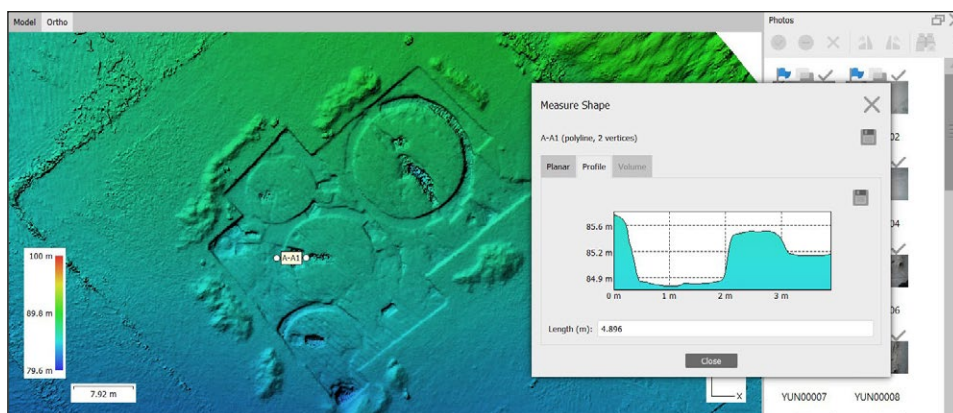 Model Ortho
Photos
Measure Shape
A-A1 (polyline, 2 vertices)
02
Planar Profile Volume
04
85.6 m
85.2 m
84.9 m
0 m 1 m 2 m 3 m
A-A1
100 m
89.8 m
79.6 m
06
Length (m): 4.896
Close
7.92 m
X
YUN00007 YUN00008